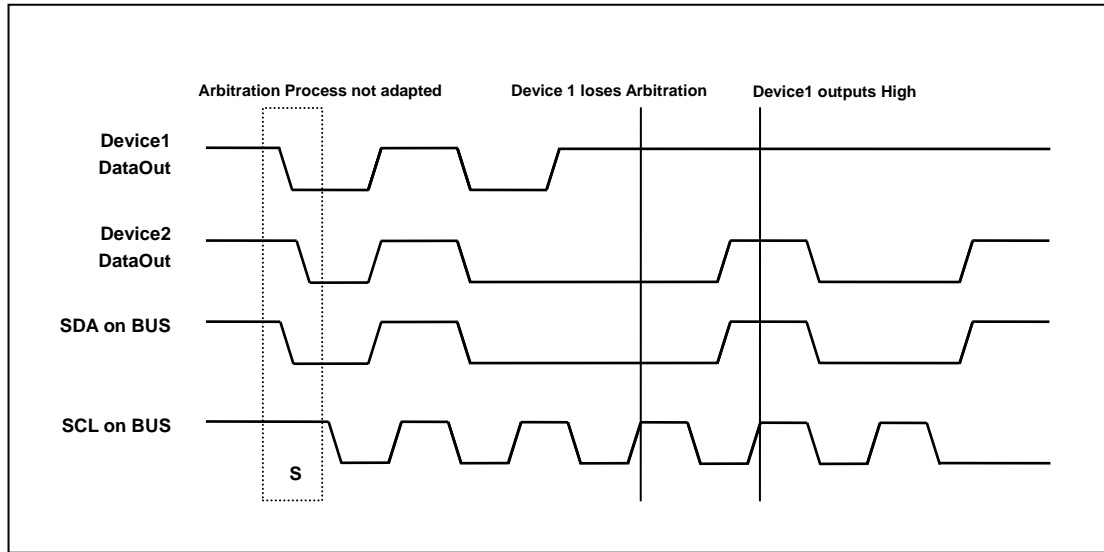 Arbitration Process not adapted
Device 1 loses Arbitration
Device1 outputs High
Device1
DataOut
Device2
DataOut
SDA on BUS
SCL on BUS
S